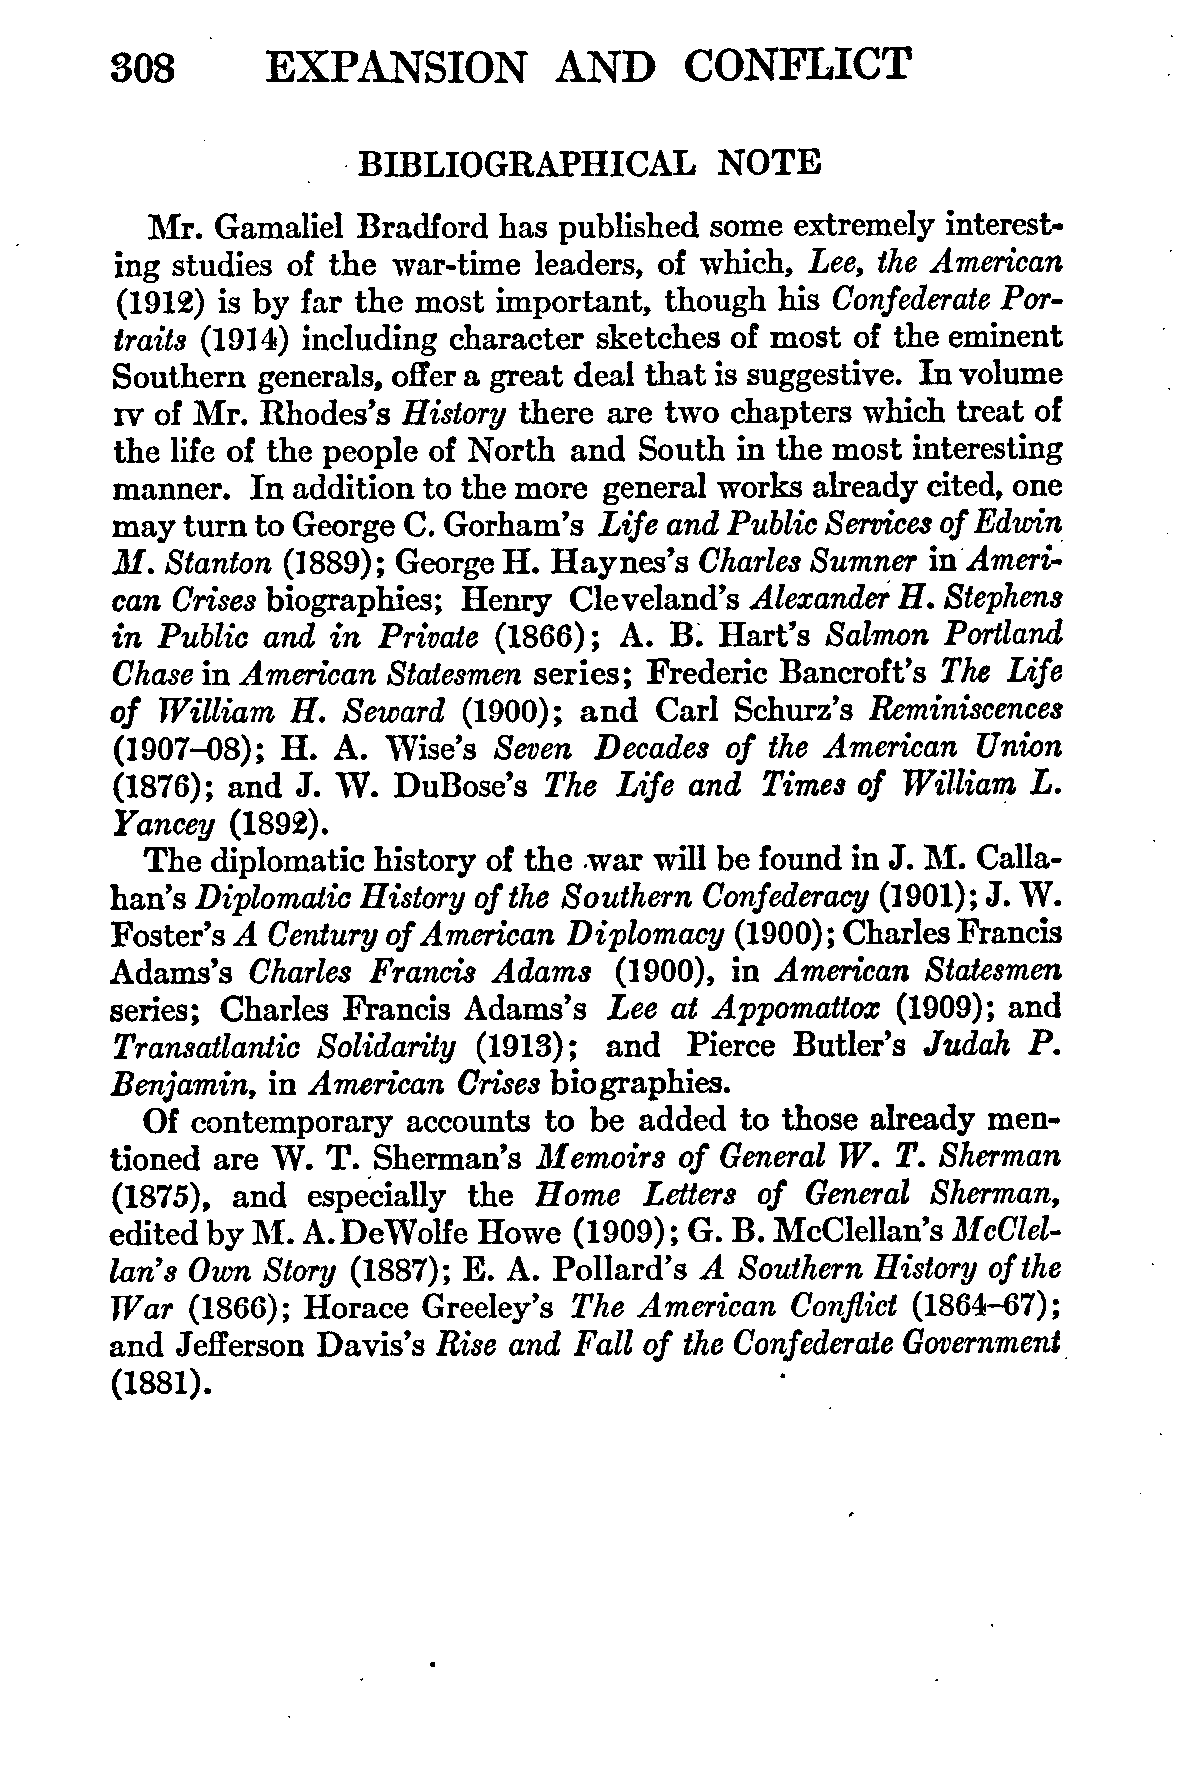 308 EXPANSION AND CONFLICT
BIBLIOGRAPHICAL NOTE
Mr. Gamaliel Bradford has published some extremely interest-
ing studies of the war-time leaders, of which, Lee, the American
(1912) is by far the most important, though his Confederate Por-
traits (1914) including character sketches of most of the eminent
Southern generals, offer a great deal that is suggestive. In volume
IV of Mr. Rhodes's History there are two chapters which treat of
the life of the people of North and South in the most interesting
manner. In addition to the more general works already cited, one
may turn to George C. Gorham's Life and Public Services of Edwin
M. Stanton (1889); George H. Haynes's Charles Sumner in Ameri-
can Crises biographies; Henry Cleveland's Alexander H. Stephens
in Public and in Private (1866); A. B. Hart's Salmon Portland
Chase in American Statesmen series; Frederic Bancroft's The Life
of William H. Seward (1900); and Carl Schurz's Reminiscences
(1907–08); H. A. Wise's Seven Decades of the American Union
(1876); and J. W. DuBose's The Life and Times of William L.
Yancey (1892).
The diplomatic history of the war will be found in J. M. Calla-
han's Diplomatic History of the Southern Confederacy (1901); J. W.
Foster's A Century of American Diplomacy (1900); Charles Francis
Adams's Charles Francis Adams (1900), in American Statesmen
series; Charles Francis Adams's Lee at Appomattox (1909); and
Transatlantic Solidarity (1913); and Pierce Butler's Judah P.
Benjamin, in American Crises biographies.
Of contemporary accounts to be added to those already men-
tioned are W. T. Sherman's Memoirs of General W. T. Sherman
(1875), and especially the Home Letters of General Sherman,
edited by M. A. DeWolfe Howe (1909); G. B. McClellan's McClel-
lan's Own Story (1887); E. A. Pollard's A Southern History of the
War (1866); Horace Greeley's The American Conflict (1864–67);
and Jefferson Davis's Rise and Fall of the Confederate Government
(1881).